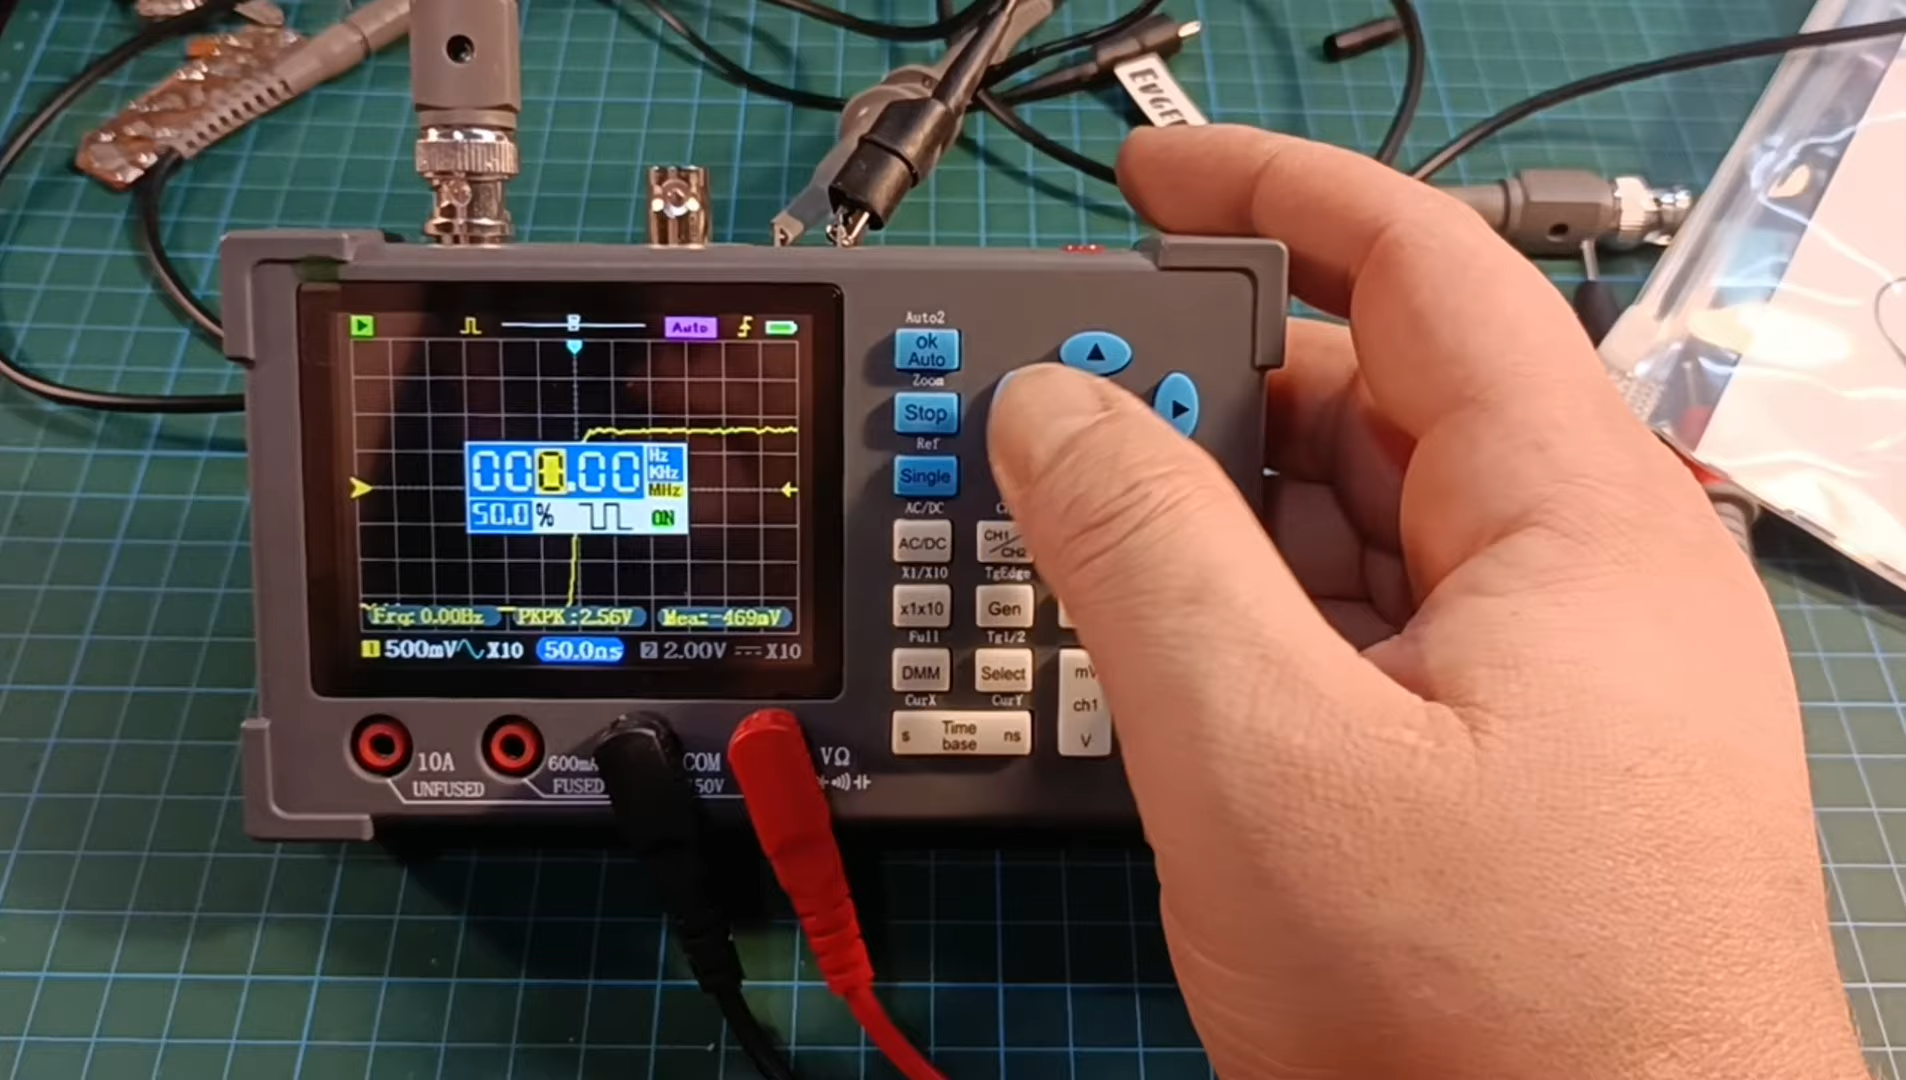 EVGE
Auto
000.00
Hz
KHz
MHz
50.0 % ON
Frq: 0.00Hz PKPK:2.56V Mea:-469mV
1 500mV X10 50.0ns 2 2.00V X10
Auto2
ok
Auto
Zoom
Stop
Ref
Single
AC/DC
AC/DC
CH1
CH2
X1/X10 TgEdge
x1x10 Gen
Full Tg1/2
DMM Select
CurX CurY
s Time base ns
mV
ch1
V
10A
UNFUSED
600mA
FUSED
COM
VΩ